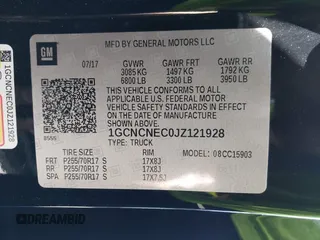 GM
MFD BY GENERAL MOTORS LLC
07/17 GVWR GAWR FRT GAWR RR
3085 KG 1497 KG 1792 KG
6800 LB 3300 LB 3950 LB
THIS VEHICLE CONFORMS TO ALL
APPLICABLE U.S. FEDERAL MOTOR
VEHICLE SAFETY STANDARDS IN EFFECT
ON THE DATE OF MANUFACTURE
SHOWN ABOVE.
1GCNCNEC0JZ121928
TYPE: TRUCK
TIRE SIZE RIM MODEL: 08CC15903
FRT P255/70R17 S 17X8J
RR P255/70R17 S 17X8J
SPA P255/70R17 S 17X7.5J
1GCNCNEC0JZ121928
DREAMBID